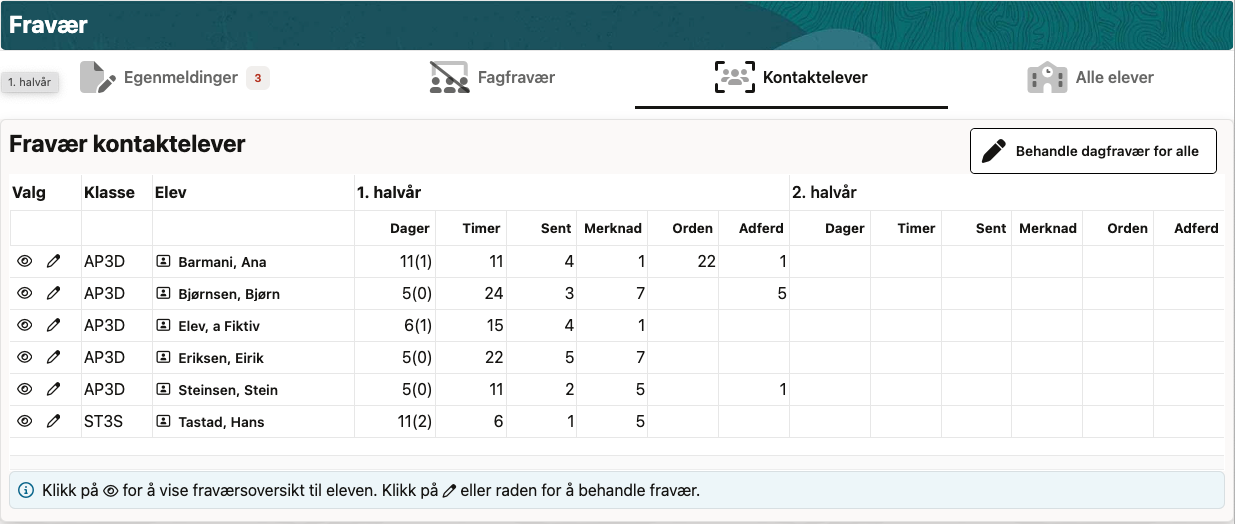 Fravær
1. halvår
Egenmeldinger 3
Fagfravær
Kontaktelever
Alle elever
Fravær kontaktelever
Behandle dagfravær for alle
Valg Klasse Elev 1. halvår 2. halvår
Dager Timer Sent Merknad Orden Adferd Dager Timer Sent Merknad Orden Adferd
AP3D Barmani, Ana 11(1) 11 4 1 22 1
AP3D Bjørnsen, Bjørn 5(0) 24 3 7 5
AP3D Elev, a Fiktiv 6(1) 15 4 1
AP3D Eriksen, Eirik 5(0) 22 5 7
AP3D Steinsen, Stein 5(0) 11 2 5 1
ST3S Tastad, Hans 11(2) 6 1 5
Klikk på for å vise fraværsoversikt til eleven. Klikk på eller raden for å behandle fravær.